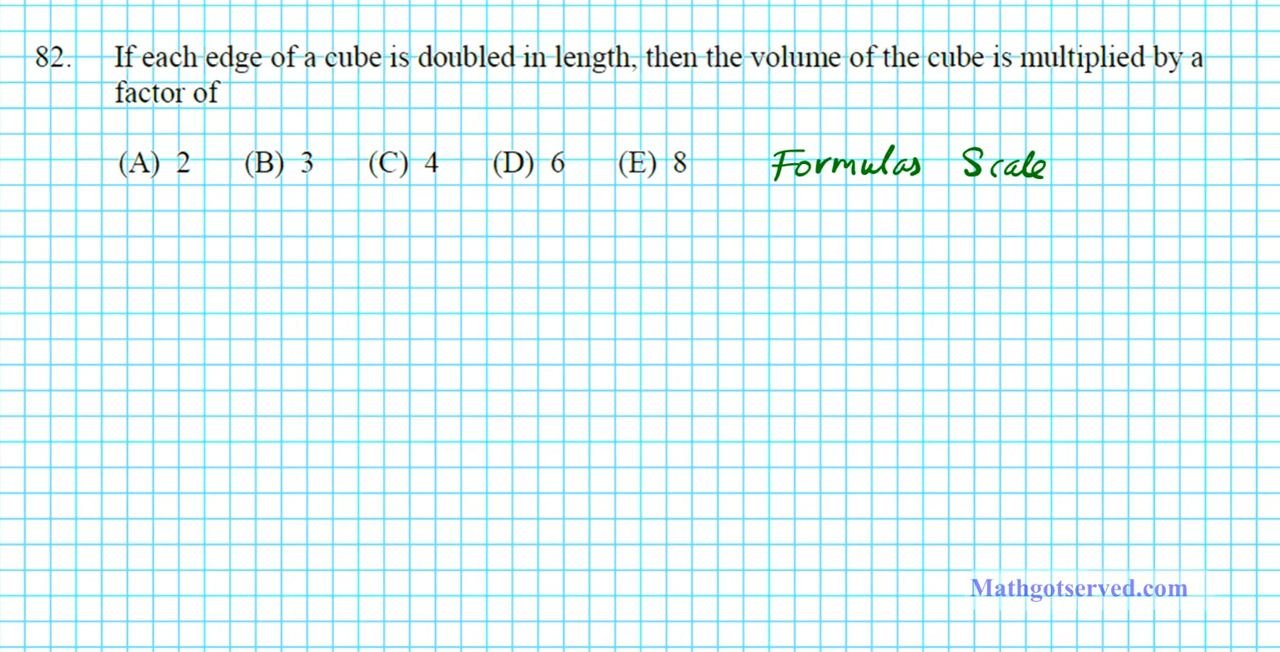 82. If each edge of a cube is doubled in length, then the volume of the cube is multiplied by a
factor of
(A) 2 (B) 3 (C) 4 (D) 6 (E) 8 Formulas Scale
Mathgotserved.com